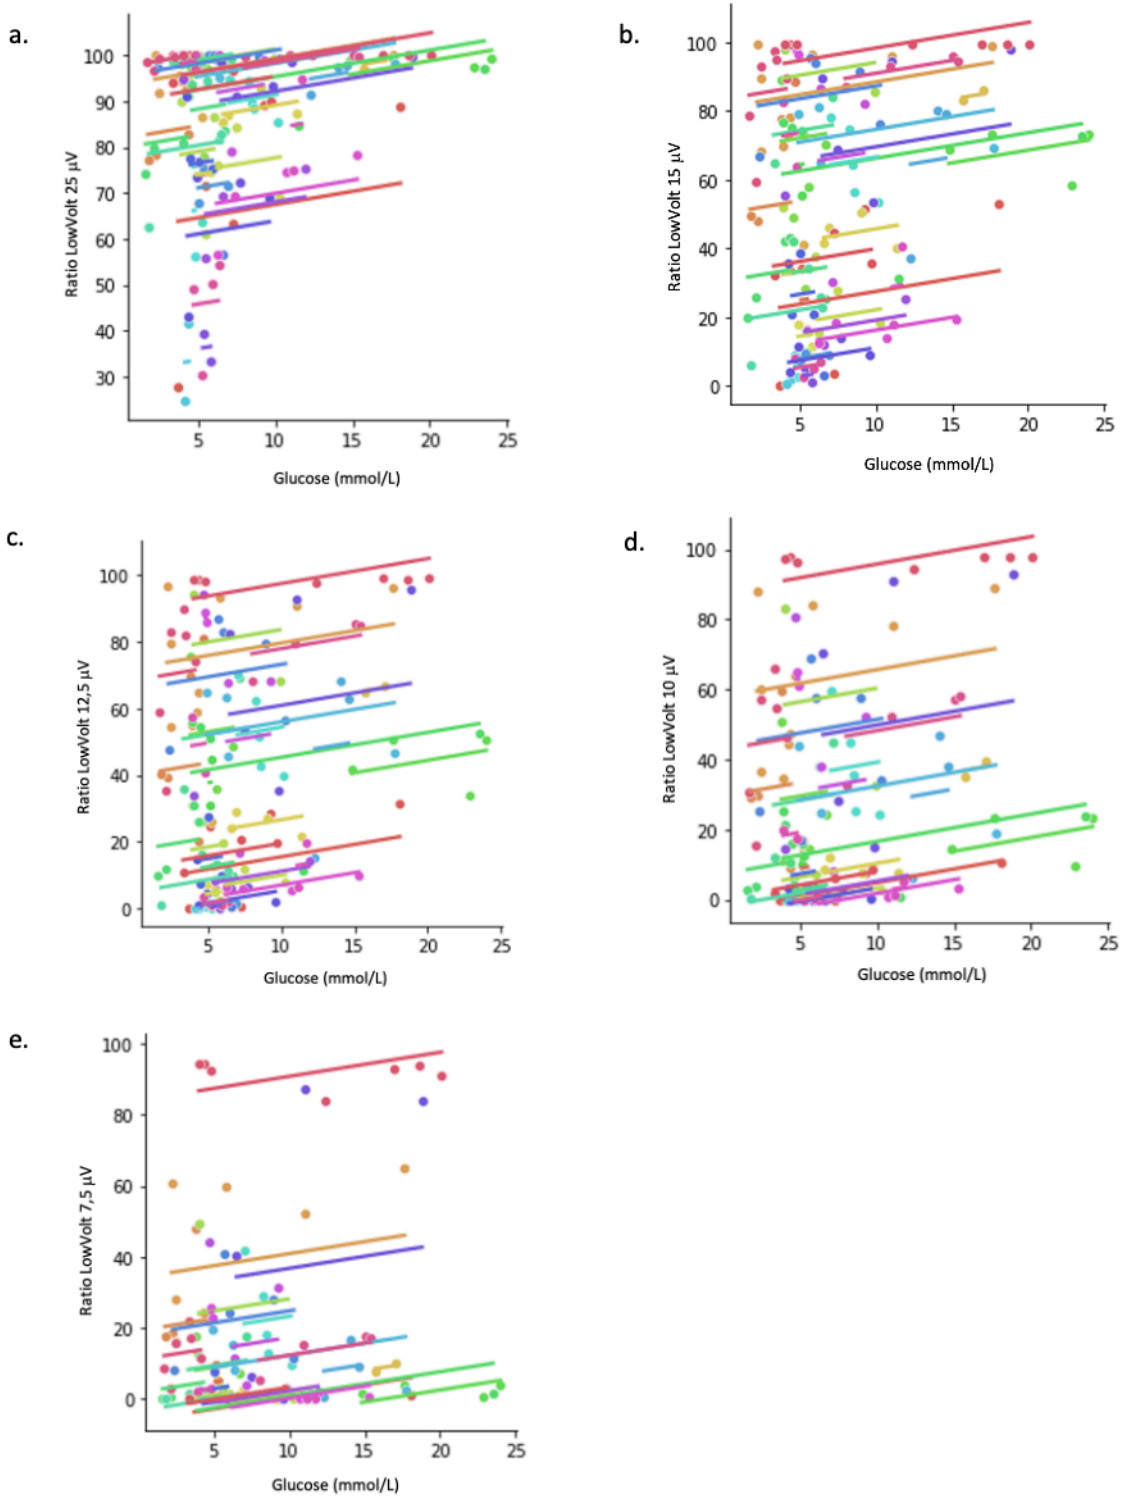 a.
100
90
80
70
60
50
40
30
Ratio LowVolt 25 µV
5 10 15 20 25
Glucose (mmol/L)
b.
100
80
60
40
20
0
Ratio LowVolt 15 µV
5 10 15 20 25
Glucose (mmol/L)
c.
100
80
60
40
20
0
Ratio LowVolt 12,5 µV
5 10 15 20 25
Glucose (mmol/L)
d.
100
80
60
40
20
0
Ratio LowVolt 10 µV
5 10 15 20 25
Glucose (mmol/L)
e.
100
80
60
40
20
0
Ratio LowVolt 7,5 µV
5 10 15 20 25
Glucose (mmol/L)